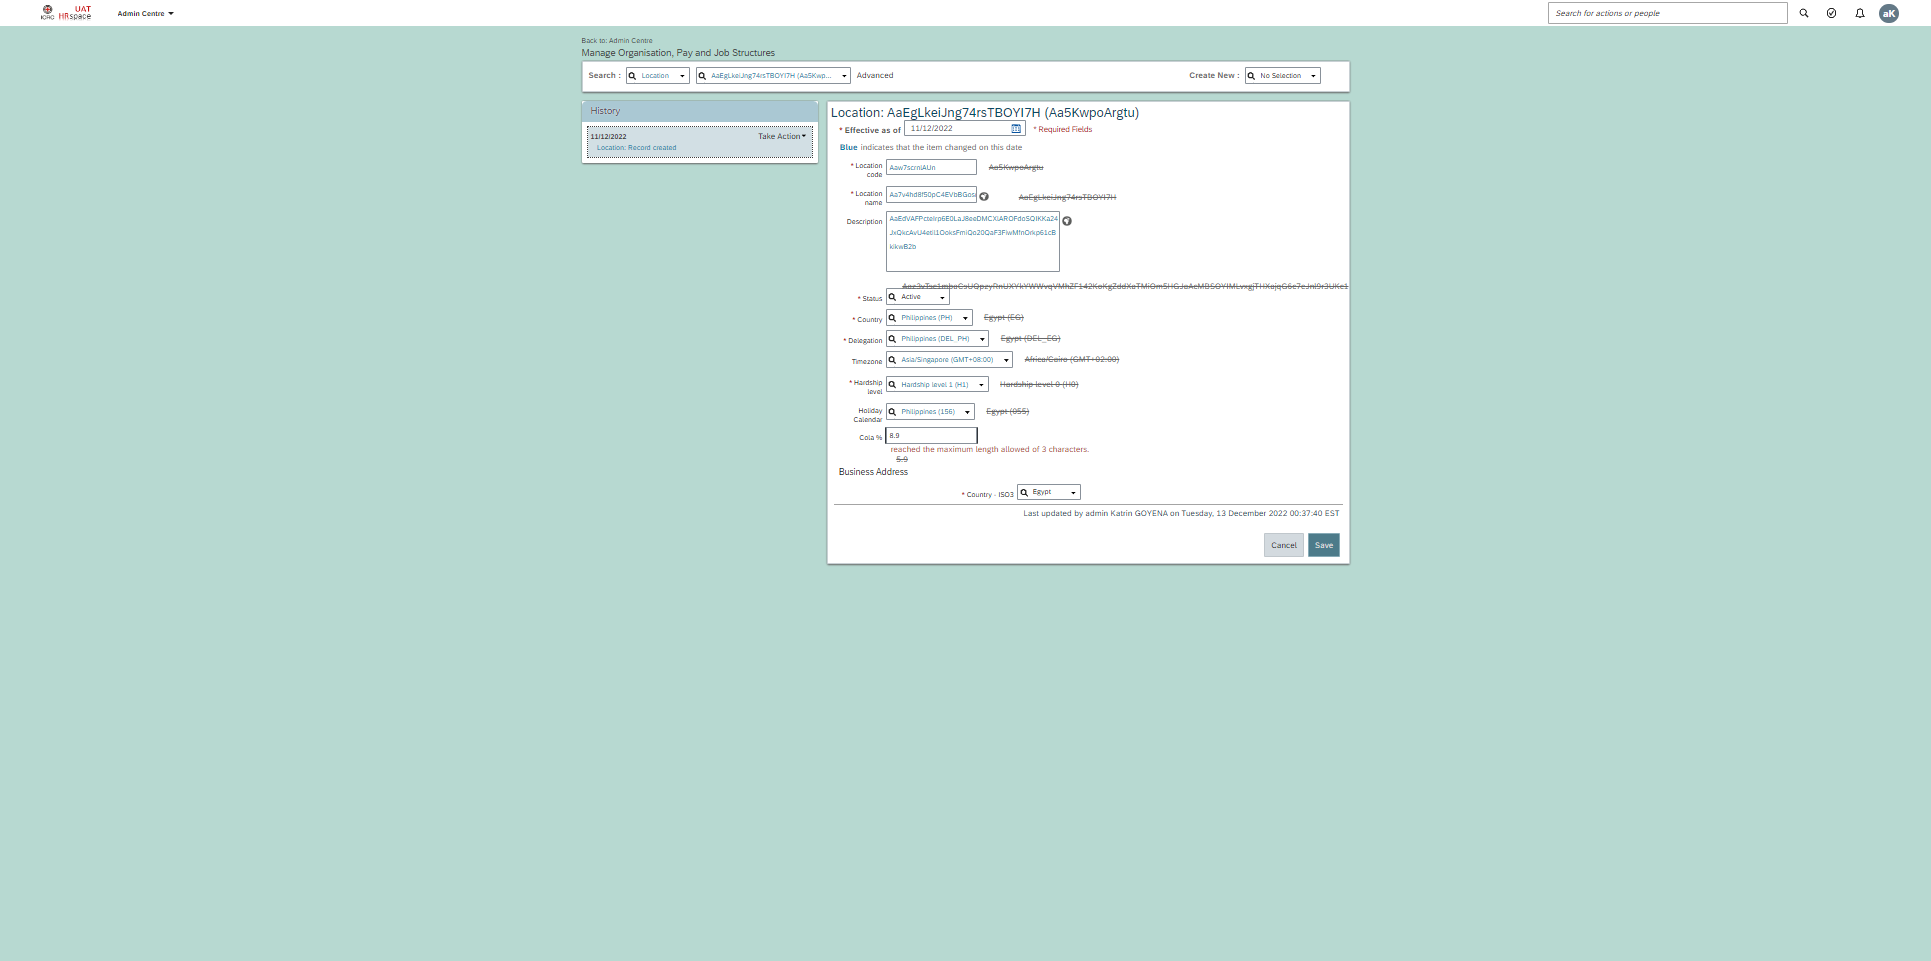 ICRC
UAT
HRspace
Admin Centre
Search for actions or people
aK
Back to: Admin Centre
Manage Organisation, Pay and Job Structures
Search : Location AaEgLkeiJng74rsTBOYI7H (Aa5Kwp... Advanced Create New : No Selection
History
11/12/2022 Take Action
Location: Record created
Location: AaEgLkeiJng74rsTBOYI7H (Aa5KwpoArgtu)
* Effective as of 11/12/2022 * Required Fields
Blue indicates that the item changed on this date
* Location code Aa5KwpoArgtu
* Location name AaEgLkeiJng74rsTBOYI7H
Description
* Status Active
* Country Philippines (PH) Egypt (EG)
* Delegation Philippines (DEL_PH) Egypt (DEL_EG)
Timezone Asia/Singapore (GMT+08:00) Africa/Cairo (GMT+02:00)
* Hardship level Hardship level 1 (H1) Hardship level 0 (H0)
Holiday Calendar Philippines (156) Egypt (055)
Cola % 8.9
reached the maximum length allowed of 3 characters.
5.9
Business Address
* Country - ISO3 Egypt
Last updated by admin Katrin GOYENA on Tuesday, 13 December 2022 00:37:40 EST
Cancel Save